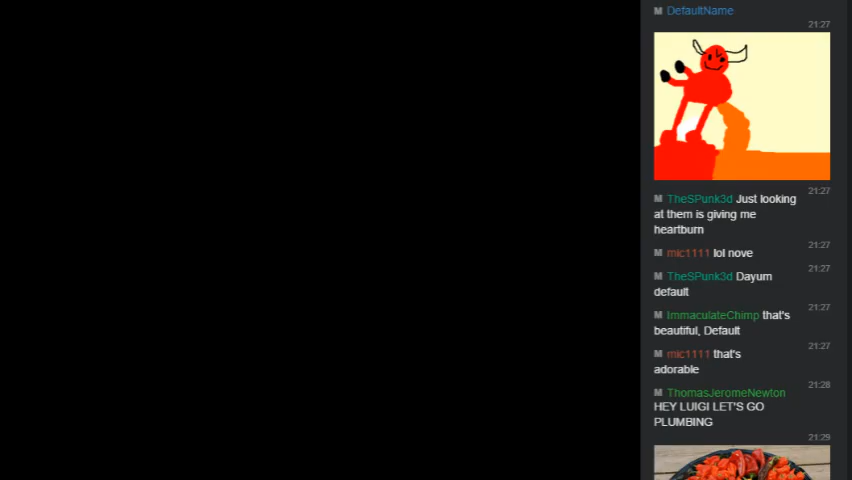 M DefaultName
21:27
21:27
M TheSPunk3d Just looking
at them is giving me
heartburn
21:27
M mic1111 lol nove
21:27
M TheSPunk3d Dayum
default
21:27
M ImmaculateChimp that's
beautiful, Default
21:27
M mic1111 that's
adorable
21:28
M ThomasJeromeNewton
HEY LUIGI LET'S GO
PLUMBING
21:29